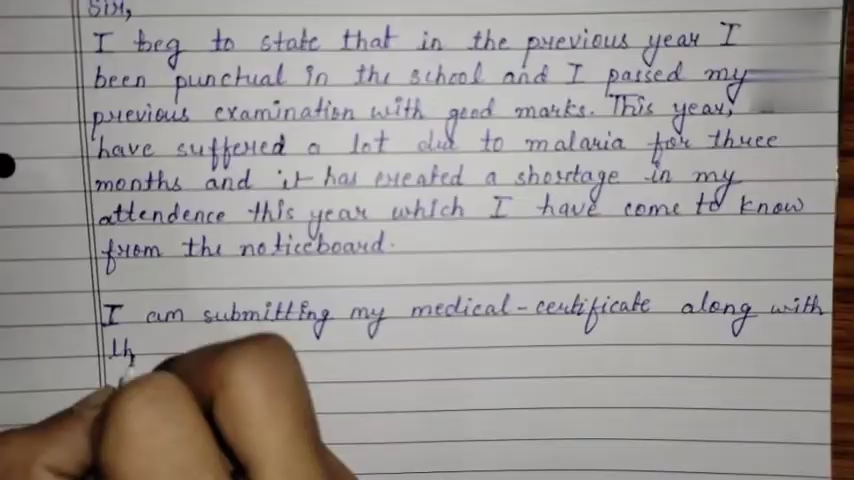 Sir,
I beg to state that in the previous year I
been punctual in the school and I passed my
previous examination with good marks. This year,
have suffered a lot due to malaria for three
months and it has created a shortage in my
attendence this year which I have come to know
from the noticeboard.
I am submitting my medical-certificate along with
th